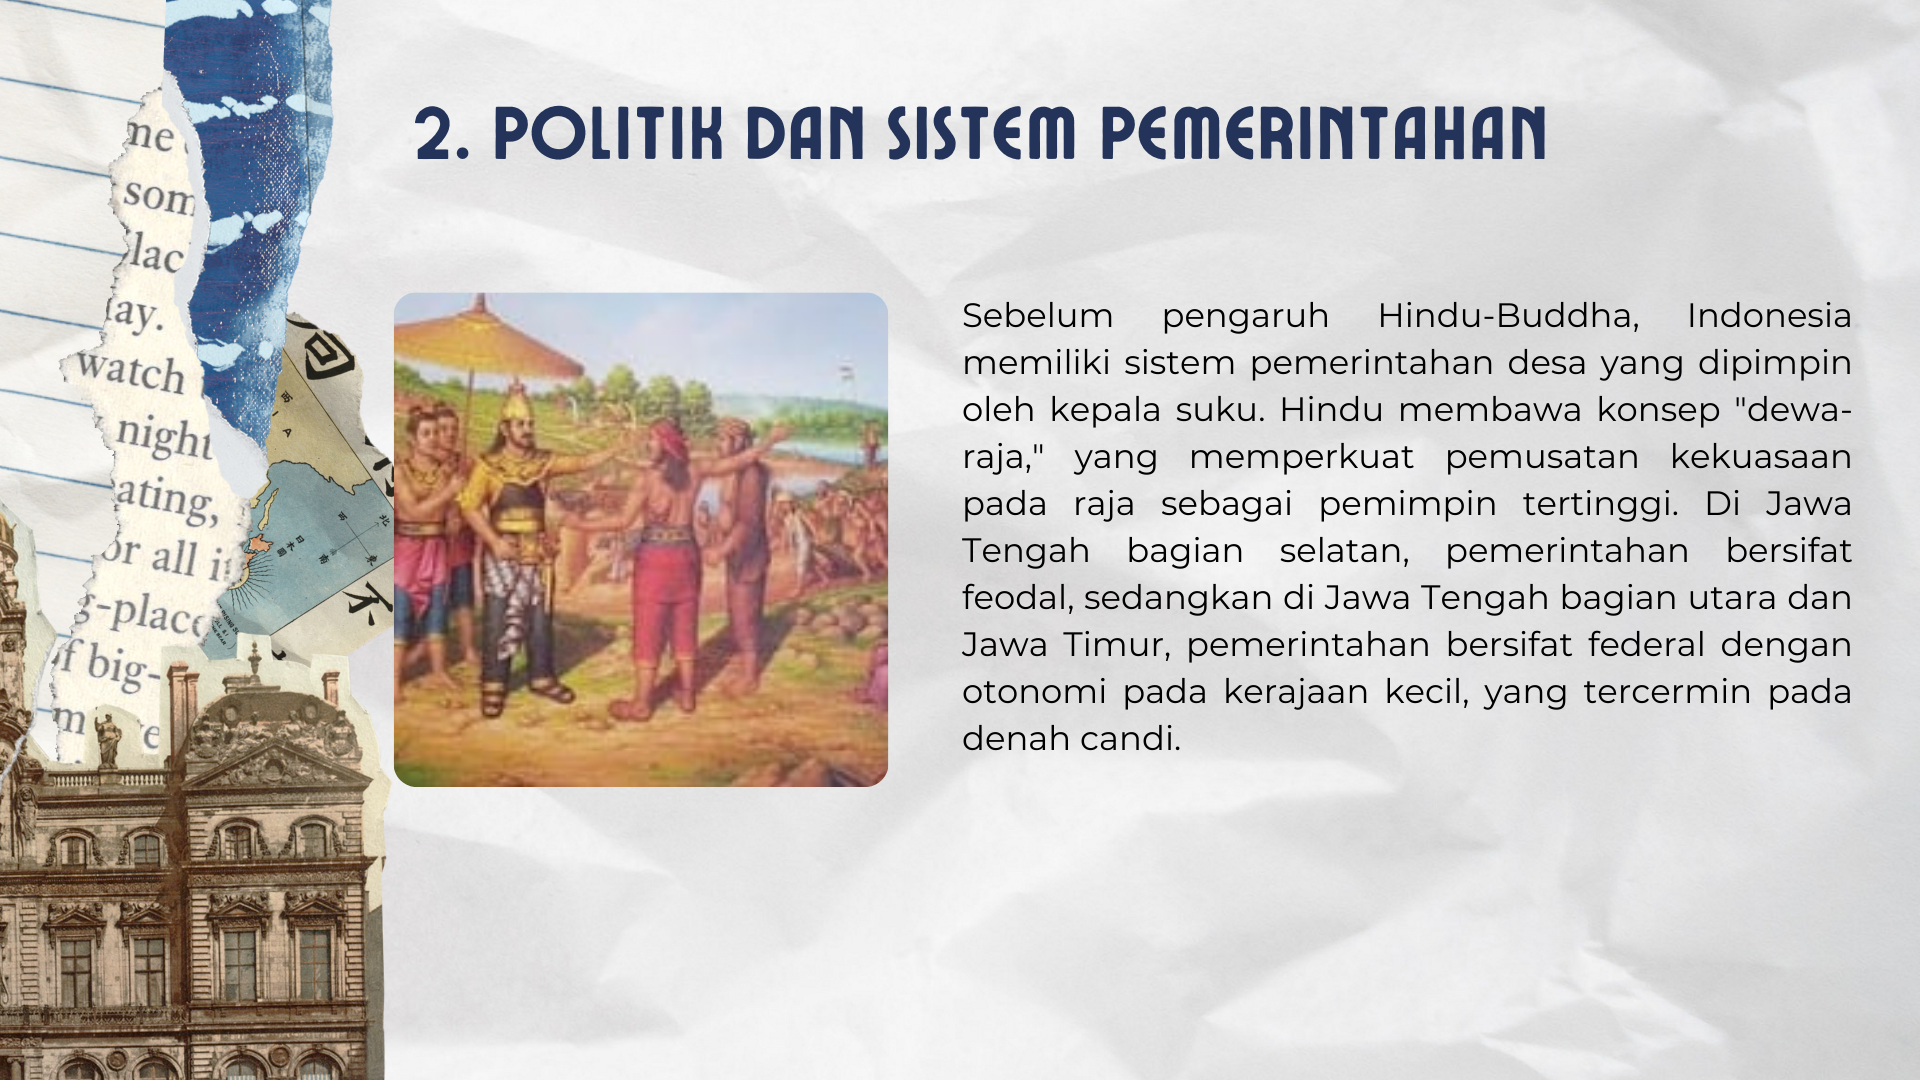 2. POLITIK DAN SISTEM PEMERINTAHAN
Sebelum pengaruh Hindu-Buddha, Indonesia
memiliki sistem pemerintahan desa yang dipimpin
oleh kepala suku. Hindu membawa konsep "dewa-
raja," yang memperkuat pemusatan kekuasaan
pada raja sebagai pemimpin tertinggi. Di Jawa
Tengah bagian selatan, pemerintahan bersifat
feodal, sedangkan di Jawa Tengah bagian utara dan
Jawa Timur, pemerintahan bersifat federal dengan
otonomi pada kerajaan kecil, yang tercermin pada
denah candi.
me
som
lac
ay.
watch
night
ating,
or all i
g-place
f big-
m
不